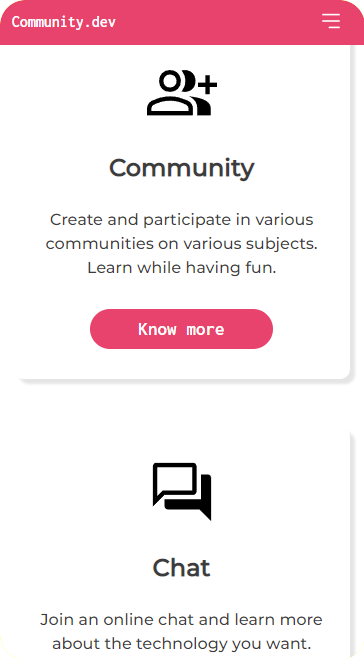 Community.dev
Community
Create and participate in various
communities on various subjects.
Learn while having fun.
Know more
Chat
Join an online chat and learn more
about the technology you want.